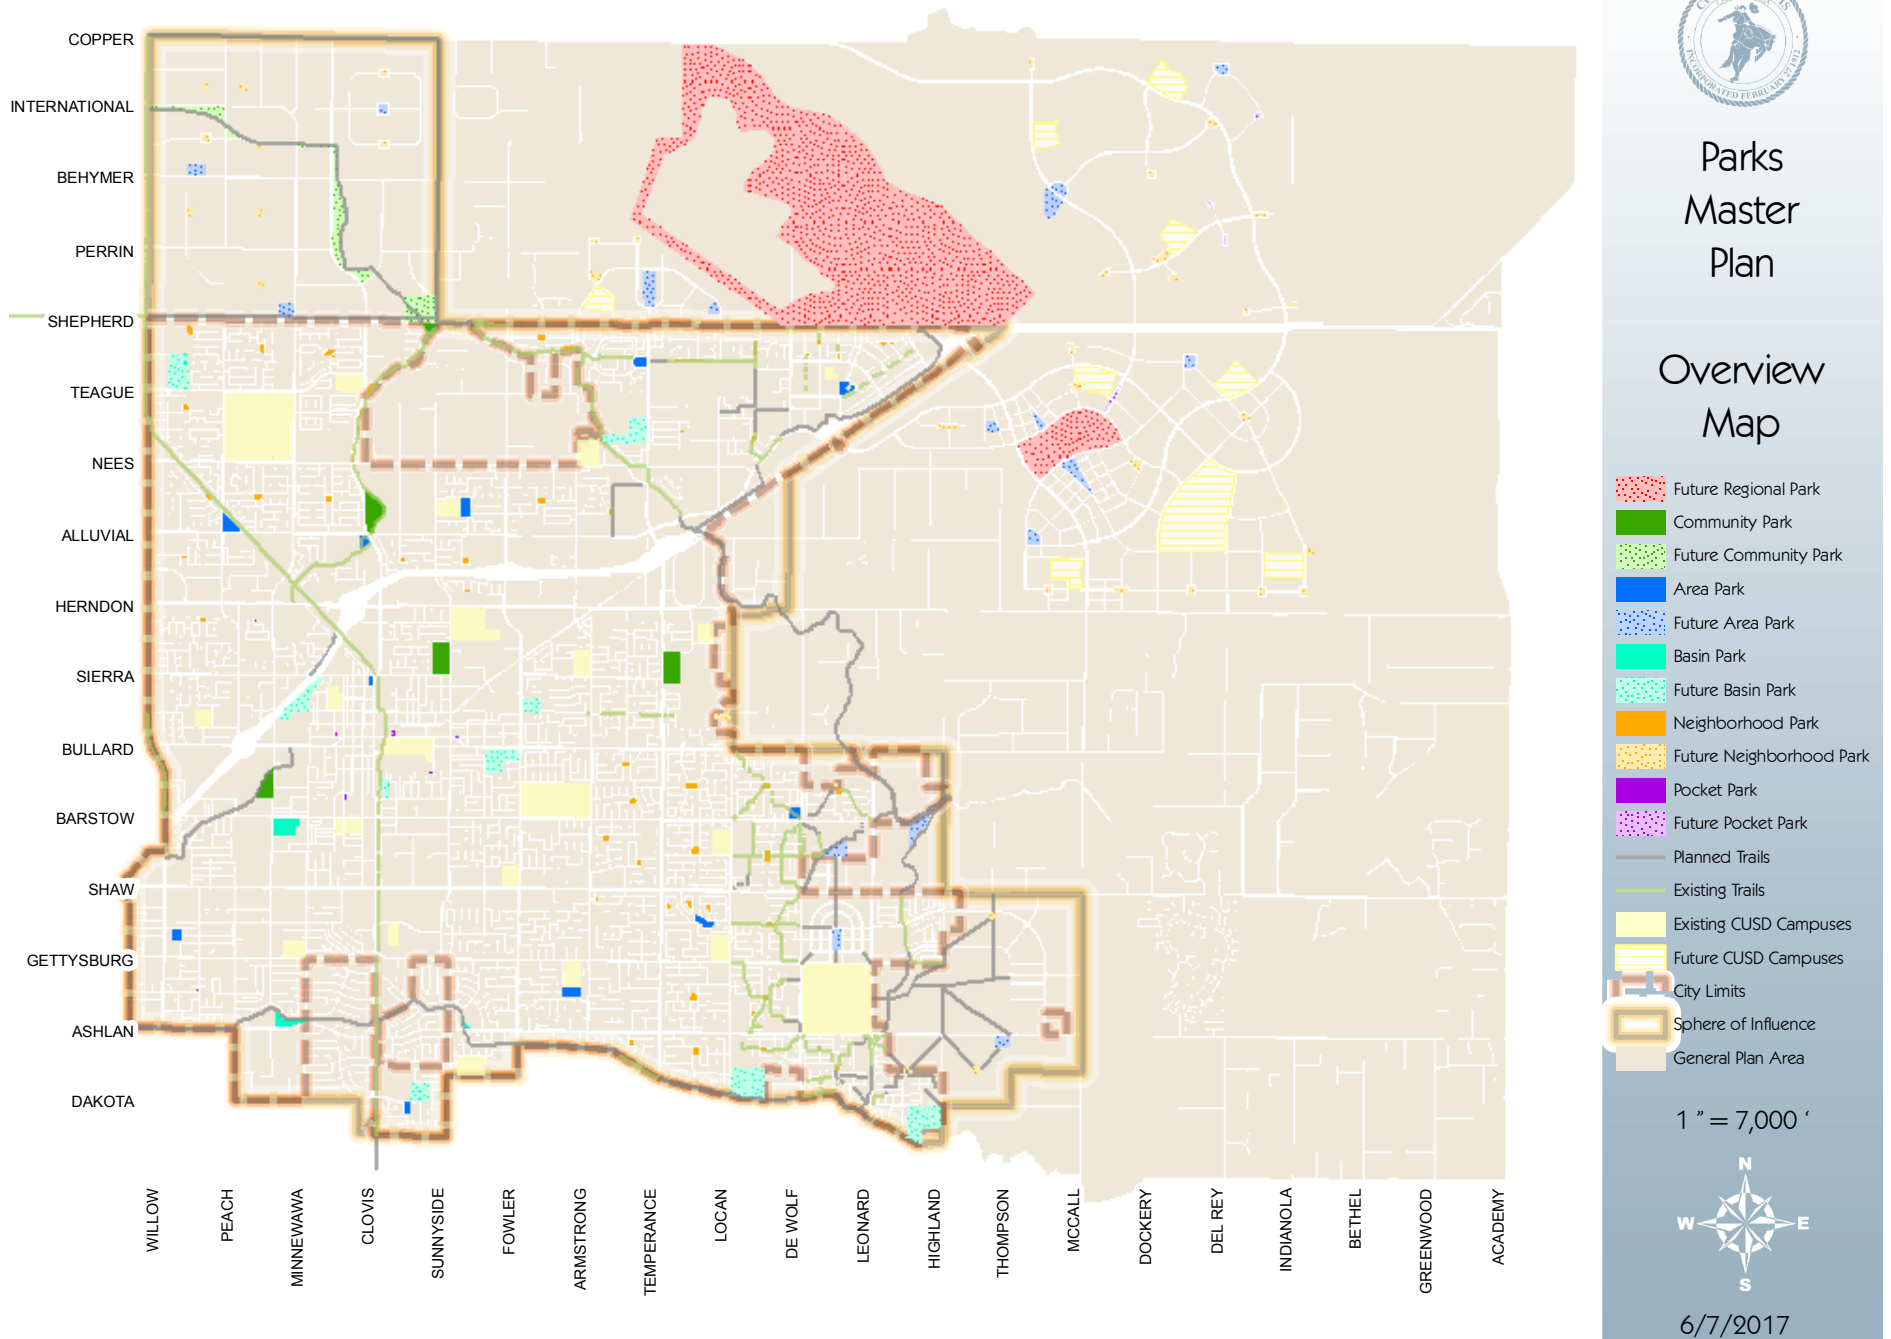 INCORPORATED FEBRUARY 27 1912
Parks
Master
Plan
Overview
Map
Future Regional Park
Community Park
Future Community Park
Area Park
Future Area Park
Basin Park
Future Basin Park
Neighborhood Park
Future Neighborhood Park
Pocket Park
Future Pocket Park
Planned Trails
Existing Trails
Existing CUSD Campuses
Future CUSD Campuses
City Limits
Sphere of Influence
General Plan Area
1 " = 7,000 '
N
W E
S
6/7/2017
COPPER
INTERNATIONAL
BEHYMER
PERRIN
SHEPHERD
TEAGUE
NEES
ALLUVIAL
HERNDON
SIERRA
BULLARD
BARSTOW
SHAW
GETTYSBURG
ASHLAN
DAKOTA
WILLOW
PEACH
MINNEWAWA
CLOVIS
SUNNYSIDE
FOWLER
ARMSTRONG
TEMPERANCE
LOCAN
DE WOLF
LEONARD
HIGHLAND
THOMPSON
MCCALL
DOCKERY
DEL REY
INDIANOLA
BETHEL
GREENWOOD
ACADEMY